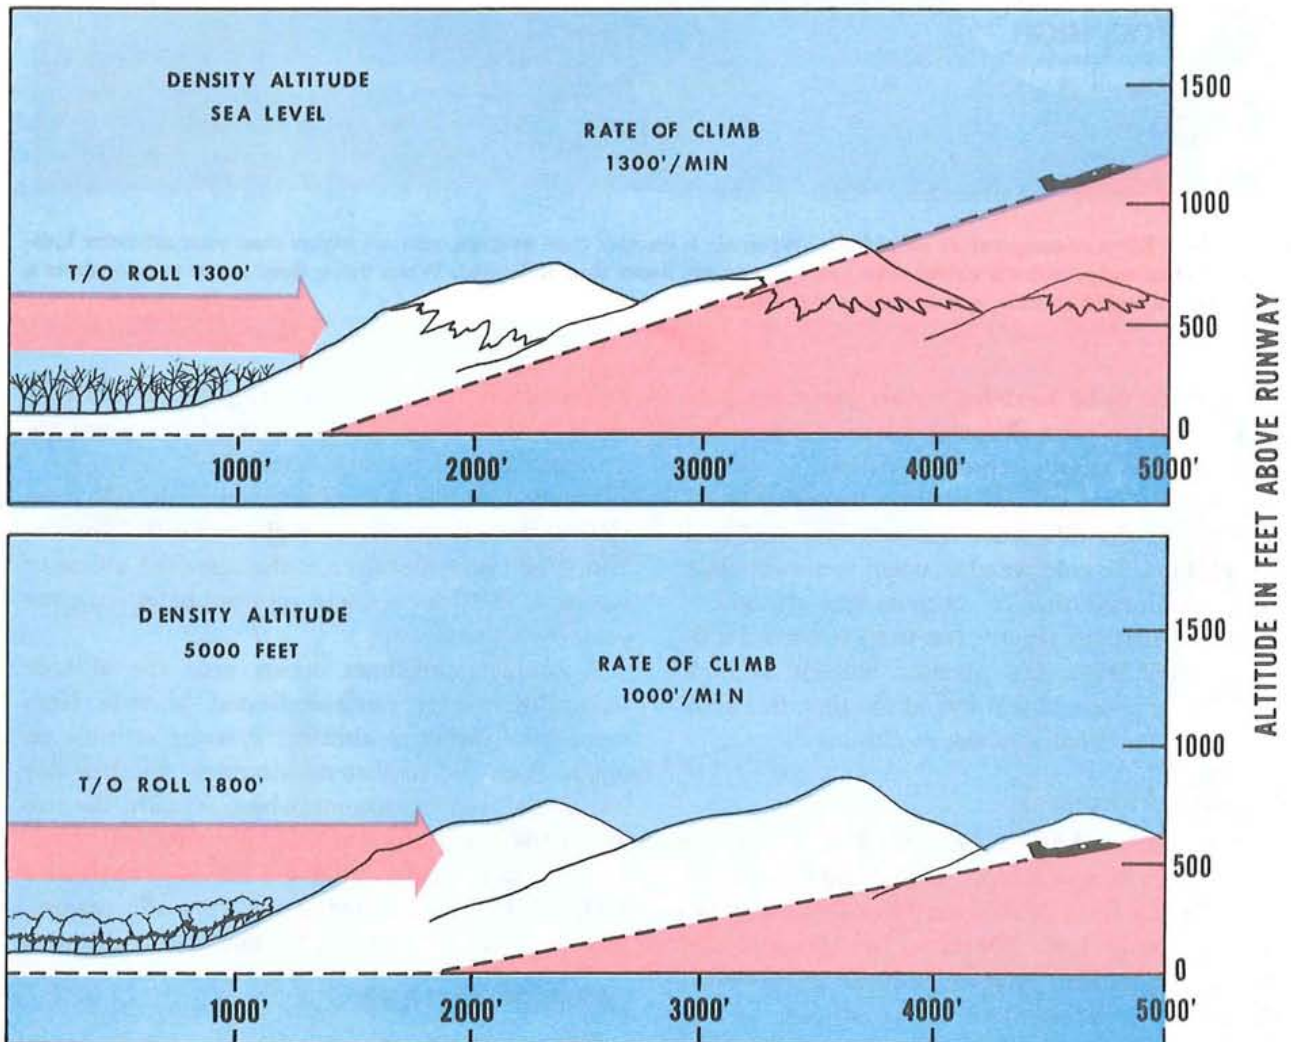 DENSITY ALTITUDE
SEA LEVEL
RATE OF CLIMB
1300'/MIN
T/O ROLL 1300'
1500
1000
500
0
1000'
2000'
3000'
4000'
5000'
DENSITY ALTITUDE
5000 FEET
RATE OF CLIMB
1000'/MIN
T/O ROLL 1800'
1500
1000
500
0
1000'
2000'
3000'
4000'
5000'
ALTITUDE IN FEET ABOVE RUNWAY